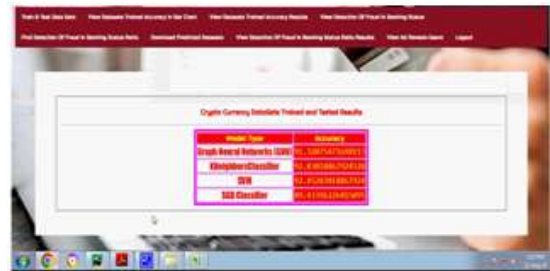 Train & Test Data Sets View Datasets Trained Accuracy in Bar Chart View Datasets Trained Accuracy Results View Detection Of Fraud in Banking Status
Find Detection Of Fraud in Banking Status Ratio Download Predicted Datasets View Detection Of Fraud in Banking Status Ratio Results View All Remote Users Logout
Crypto Currency DataSets Trained and Tested Results
Model Type Accuracy
Graph Neural Networks (GNN)
KNeighborsClassifier
SVM
SGD Classifier